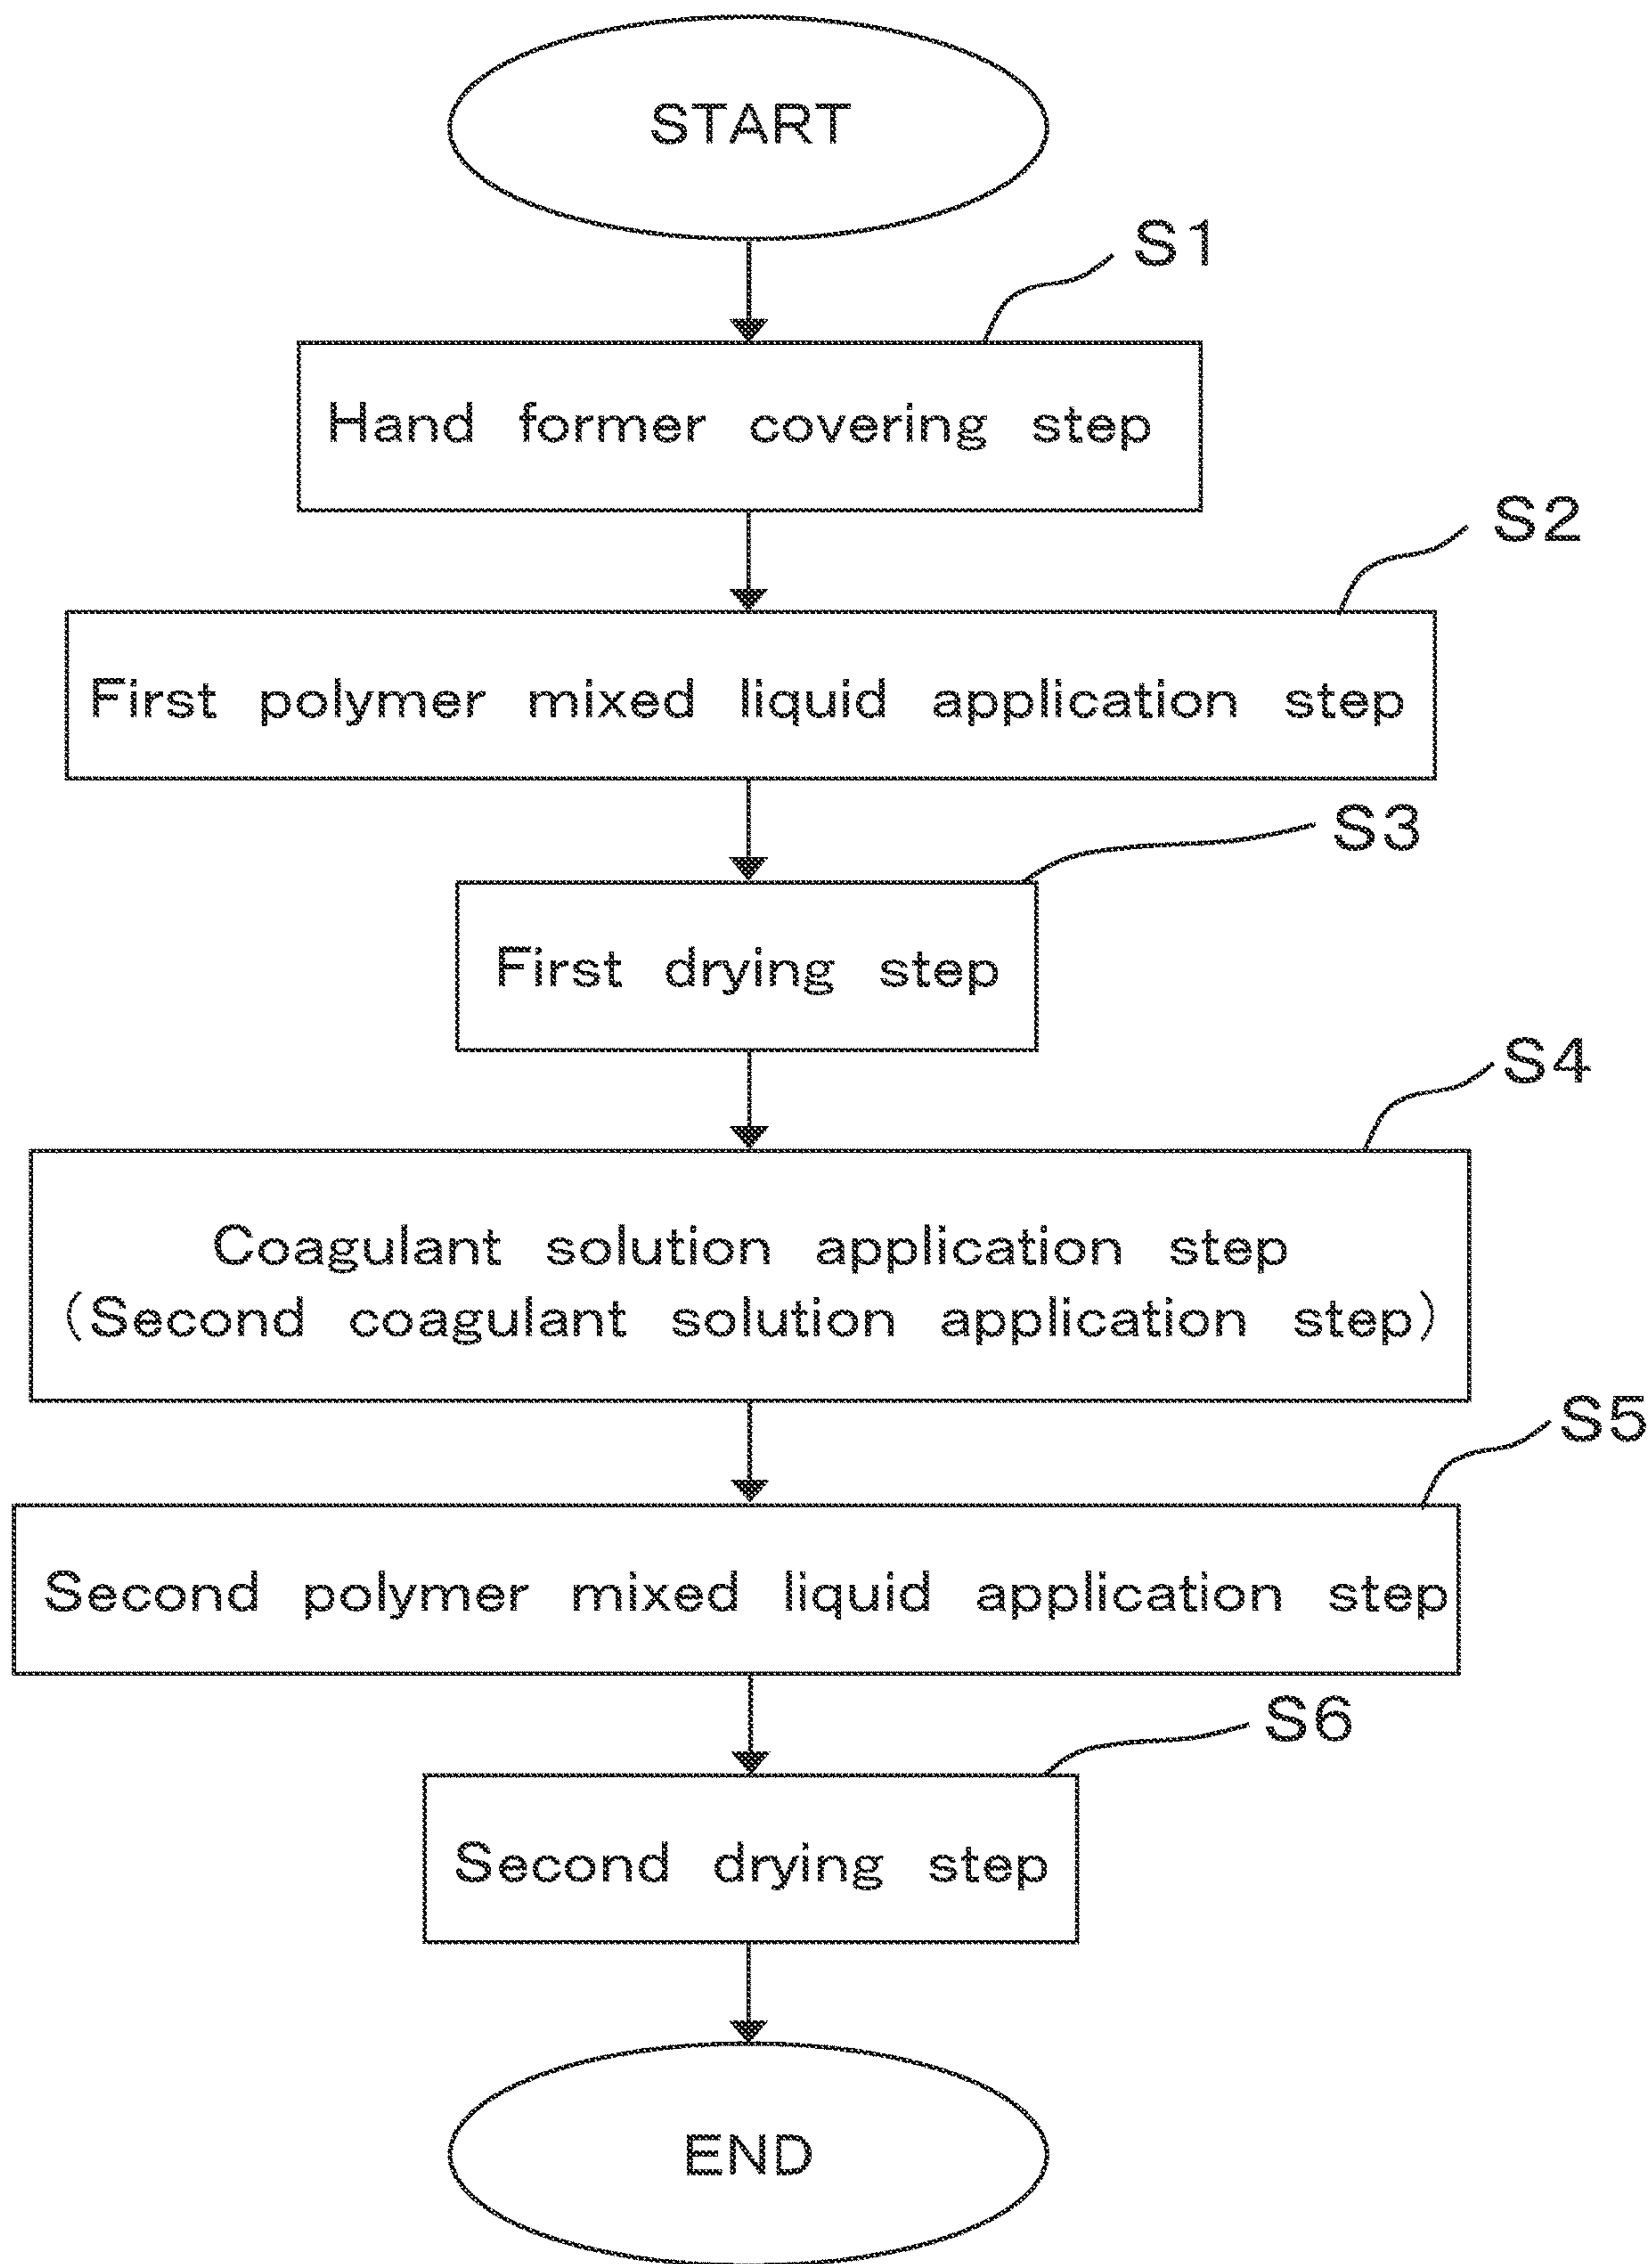 START
S1
Hand former covering step
S2
First polymer mixed liquid application step
S3
First drying step
S4
Coagulant solution application step
(Second coagulant solution application step)
S5
Second polymer mixed liquid application step
S6
Second drying step
END